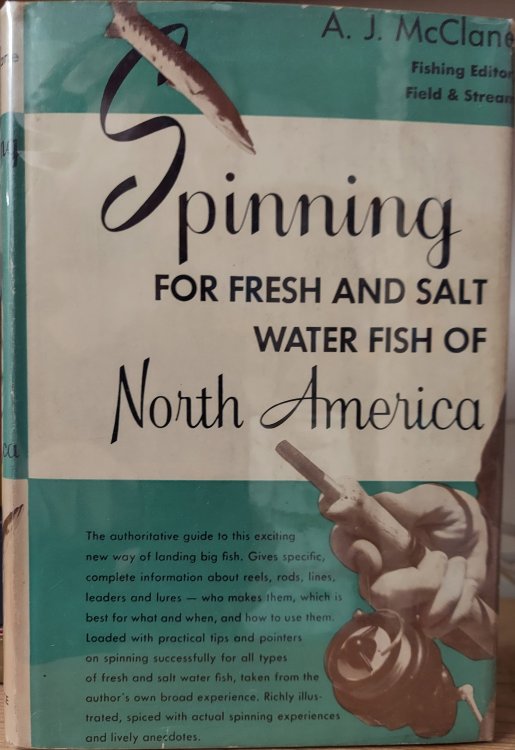 A. J. McClane
Fishing Editor
Field & Stream
Spinning
FOR FRESH AND SALT
WATER FISH OF
North America
The authoritative guide to this exciting
new way of landing big fish. Gives specific,
complete information about reels, rods, lines,
leaders and lures — who makes them, which is
best for what and when, and how to use them.
Loaded with practical tips and pointers
on spinning successfully for all types
of fresh and salt water fish, taken from the
author's own broad experience. Richly illus-
trated, spiced with actual spinning experiences
and lively anecdotes.